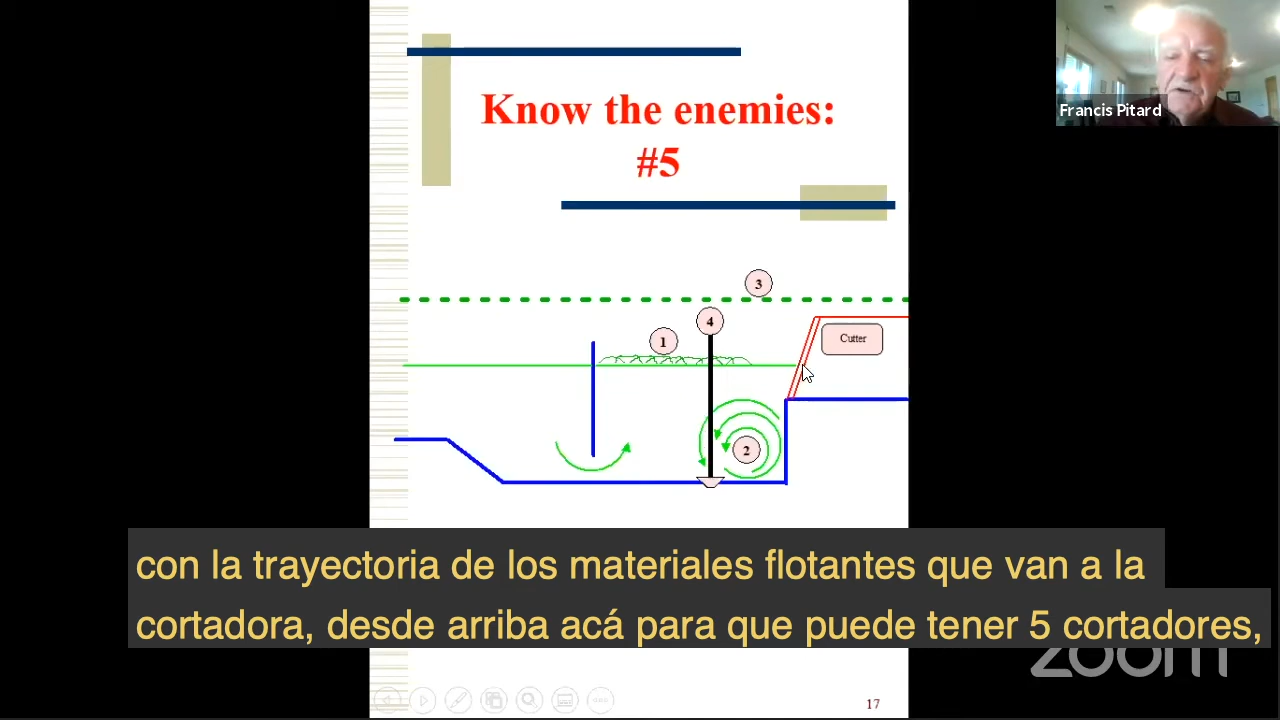 Francis Pitard
Know the enemies:
#5
3
4
1
Cutter
2
con la trayectoria de los materiales flotantes que van a la
cortadora, desde arriba acá para que puede tener 5 cortadores,
zoom
17